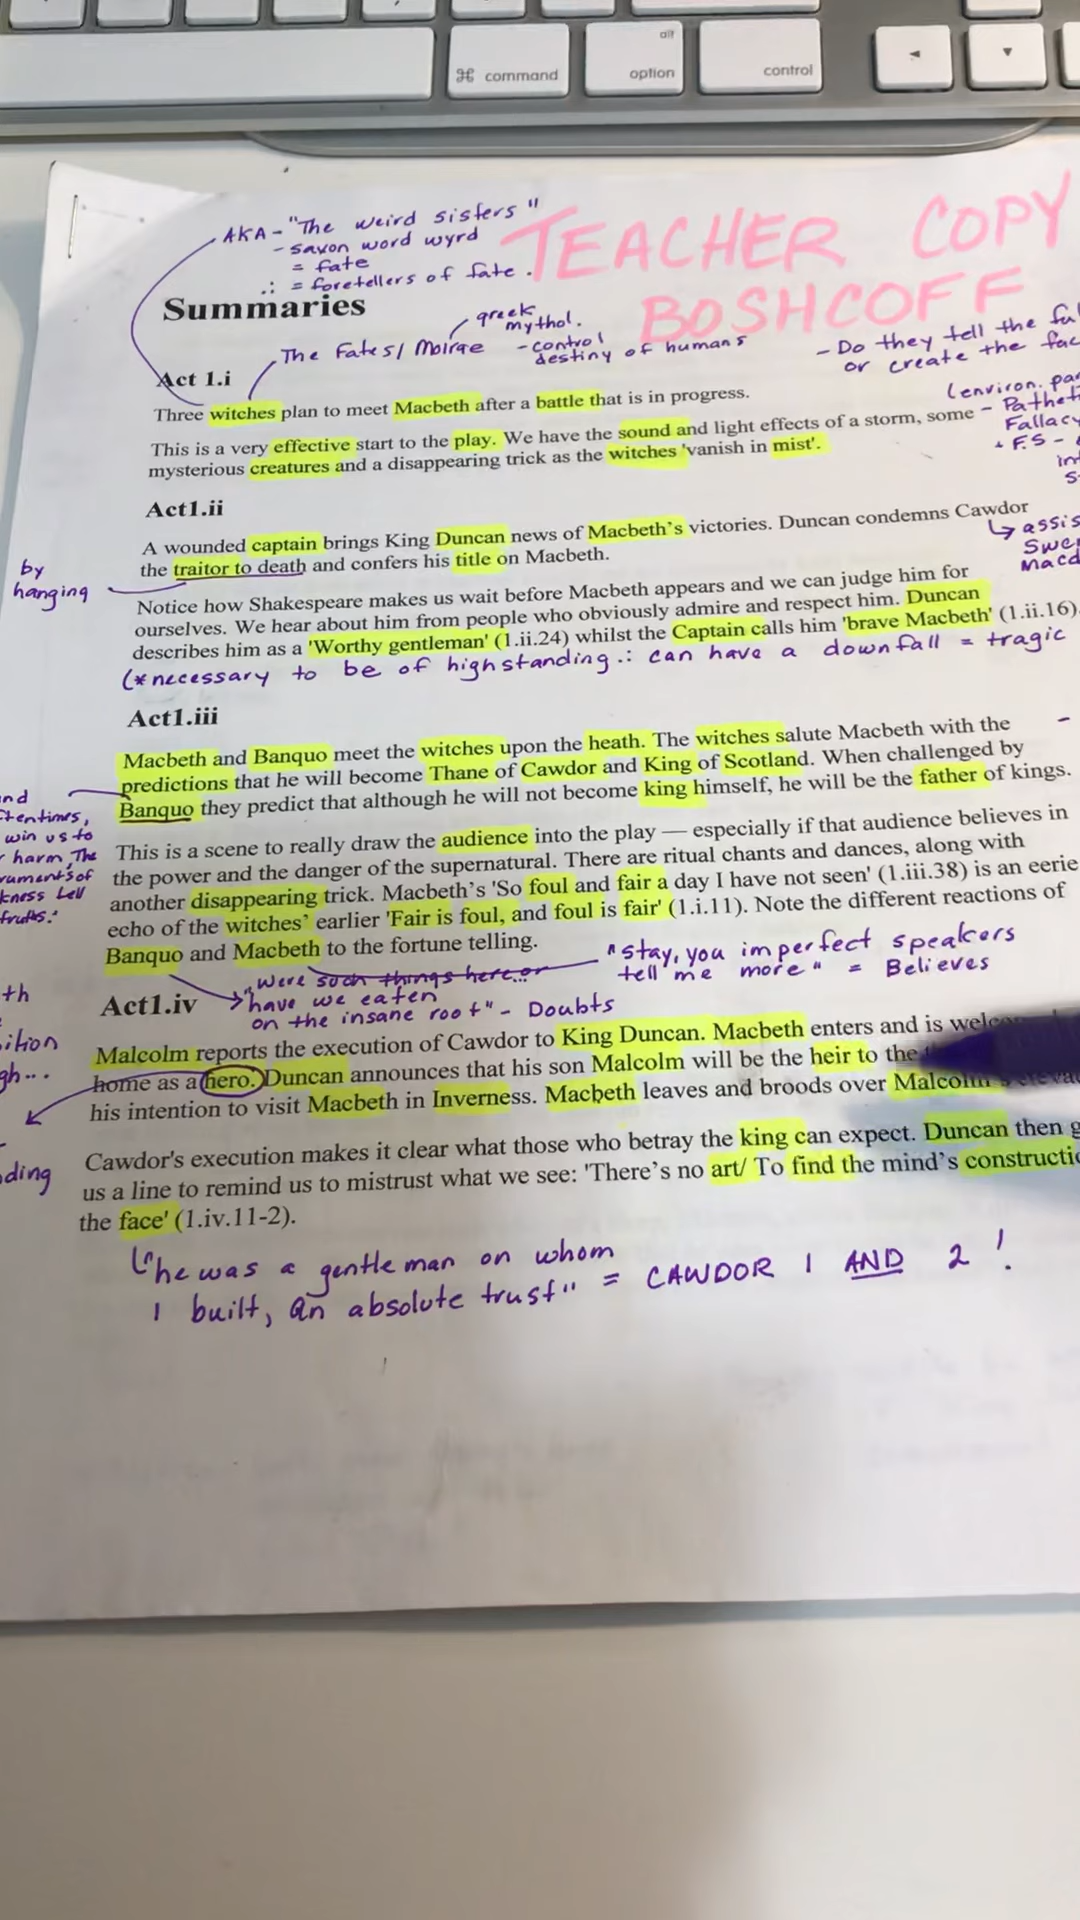 ⌘ command
alt
option
control
◄
▼
TEACHER COPY
BOSHCOFF
AKA - "The weird sisters"
- saxon word wyrd
= fate
∴ = foretellers of fate.
Summaries
greek
mythol.
The Fates/ Moirae
- control
destiny of humans
- Do they tell the
or create the
Act 1.i
Three witches plan to meet Macbeth after a battle that is in progress.
(environ.
-
Fallacy
+ F.S -
This is a very effective start to the play. We have the sound and light effects of a storm, some
mysterious creatures and a disappearing trick as the witches 'vanish in mist'.
Act1.ii
A wounded captain brings King Duncan news of Macbeth's victories. Duncan condemns Cawdor
the traitor to death and confers his title on Macbeth.
by
hanging
Notice how Shakespeare makes us wait before Macbeth appears and we can judge him for
ourselves. We hear about him from people who obviously admire and respect him. Duncan
describes him as a 'Worthy gentleman' (1.ii.24) whilst the Captain calls him 'brave Macbeth' (1.ii.16).
(*necessary to be of high standing ∴ can have a downfall = tragic
Act1.iii
Macbeth and Banquo meet the witches upon the heath. The witches salute Macbeth with the
predictions that he will become Thane of Cawdor and King of Scotland. When challenged by
Banquo they predict that although he will not become king himself, he will be the father of kings.
win us to
harm, The
This is a scene to really draw the audience into the play — especially if that audience believes in
the power and the danger of the supernatural. There are ritual chants and dances, along with
another disappearing trick. Macbeth's 'So foul and fair a day I have not seen' (1.iii.38) is an eerie
echo of the witches' earlier 'Fair is foul, and foul is fair' (1.i.11). Note the different reactions of
Banquo and Macbeth to the fortune telling.
"stay, you imperfect speakers
tell me more" = Believes
"were such things here... or
have we eaten
on the insane root" - Doubts
Act1.iv
Malcolm reports the execution of Cawdor to King Duncan. Macbeth enters and is
home as a hero. Duncan announces that his son Malcolm will be the heir to the
his intention to visit Macbeth in Inverness. Macbeth leaves and broods over
Cawdor's execution makes it clear what those who betray the king can expect. Duncan then
us a line to remind us to mistrust what we see: 'There's no art/ To find the mind's
the face' (1.iv.11-2).
"he was a gentleman on whom
I built, an absolute trust" = CAWDOR 1 AND 2!